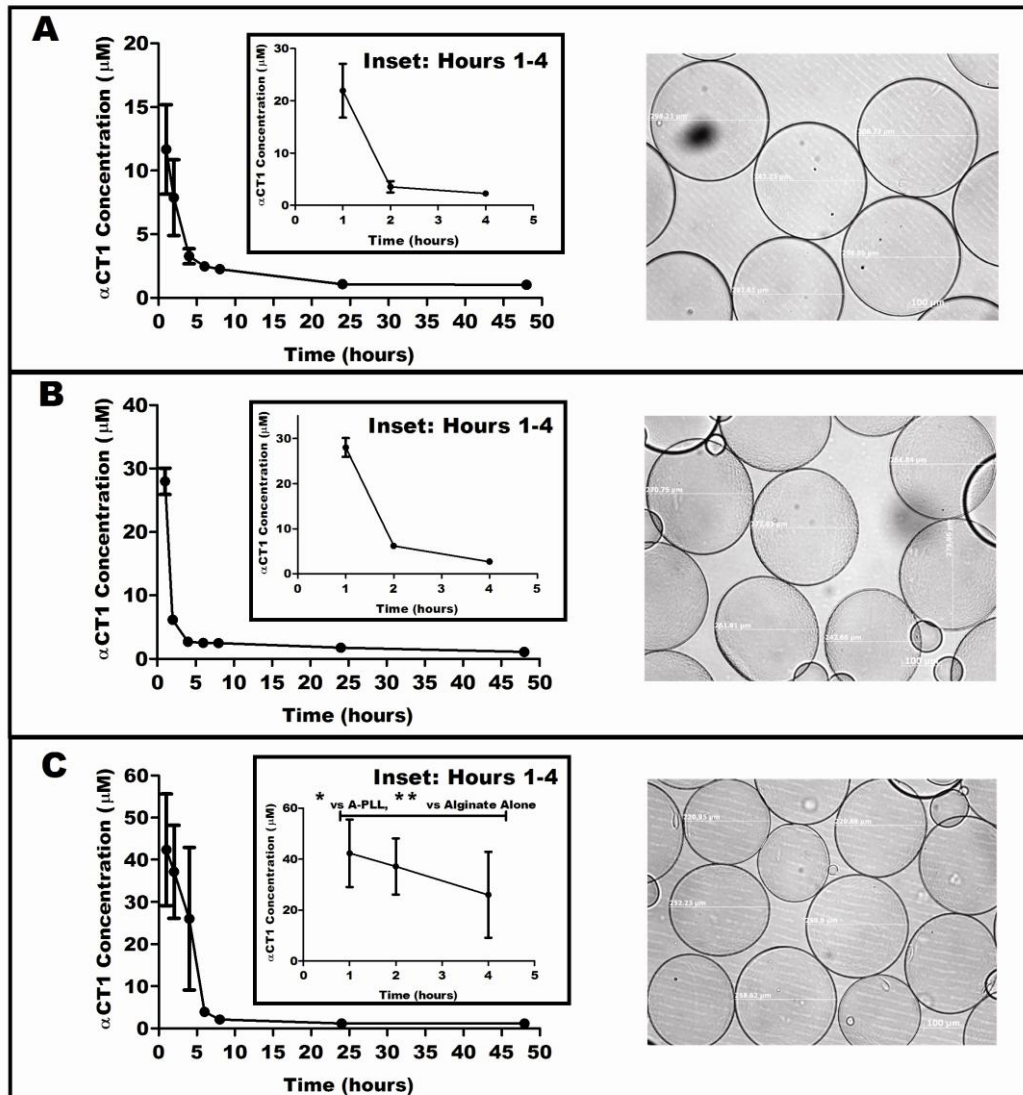 A
αCT1 Concentration (μM)
20
15
10
5
0
0 5 10 15 20 25 30 35 40 45 50
Time (hours)
Inset: Hours 1-4
αCT1 Concentration (μM)
30
20
10
0
0 1 2 3 4 5
Time (hours)
100 μm
B
αCT1 Concentration (μM)
40
30
20
10
0
0 5 10 15 20 25 30 35 40 45 50
Time (hours)
Inset: Hours 1-4
αCT1 Concentration (μM)
30
20
10
0
0 1 2 3 4 5
Time (hours)
270.79 μm
100 μm
C
αCT1 Concentration (μM)
60
50
40
30
20
10
0
0 5 10 15 20 25 30 35 40 45 50
Time (hours)
Inset: Hours 1-4
* vs A-PLL, ** vs Alginate Alone
αCT1 Concentration (μM)
60
40
20
0
0 1 2 3 4 5
Time (hours)
233.23 μm
100 μm